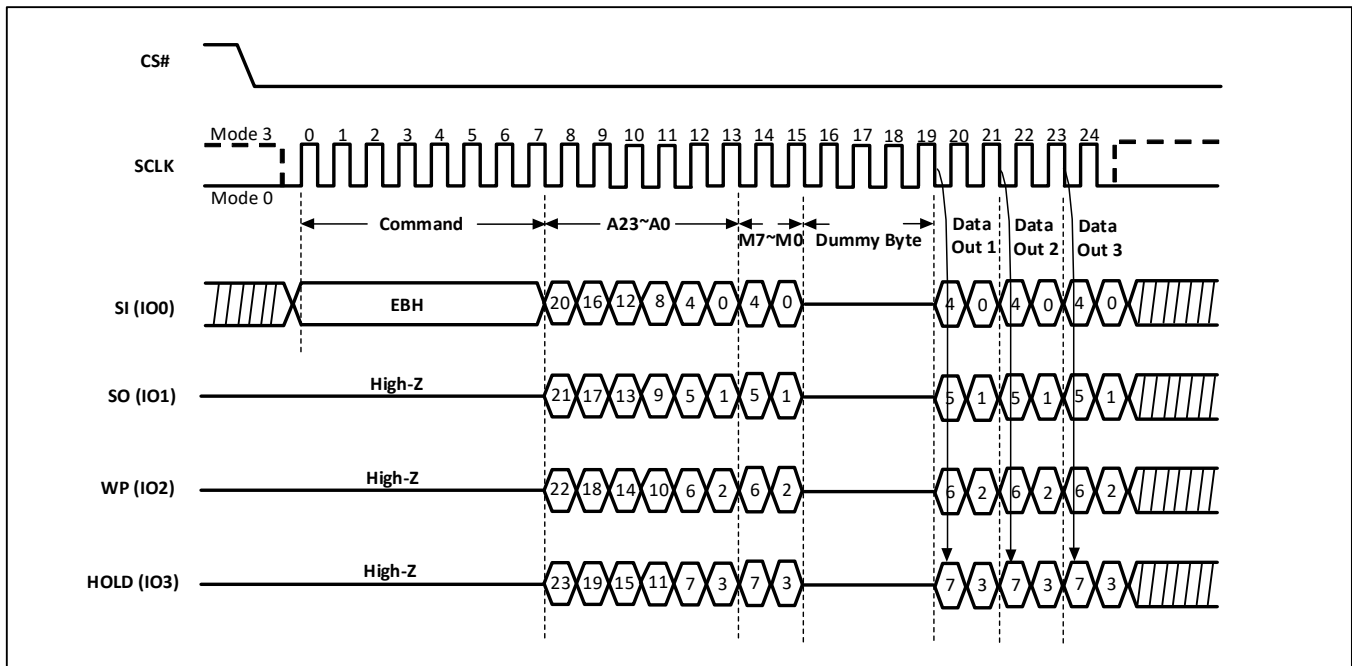 CS#
Mode 3
0 1 2 3 4 5 6 7 8 9 10 11 12 13 14 15 16 17 18 19 20 21 22 23 24
SCLK
Mode 0
Command A23~A0 M7~M0 Dummy Byte Data Out 1 Data Out 2 Data Out 3
SI (IO0) EBH 20 16 12 8 4 0 4 0 4 0 4 0 4 0
SO (IO1) High-Z 21 17 13 9 5 1 5 1 5 1 5 1 5 1
WP (IO2) High-Z 22 18 14 10 6 2 6 2 6 2 6 2 6 2
HOLD (IO3) High-Z 23 19 15 11 7 3 7 3 7 3 7 3 7 3